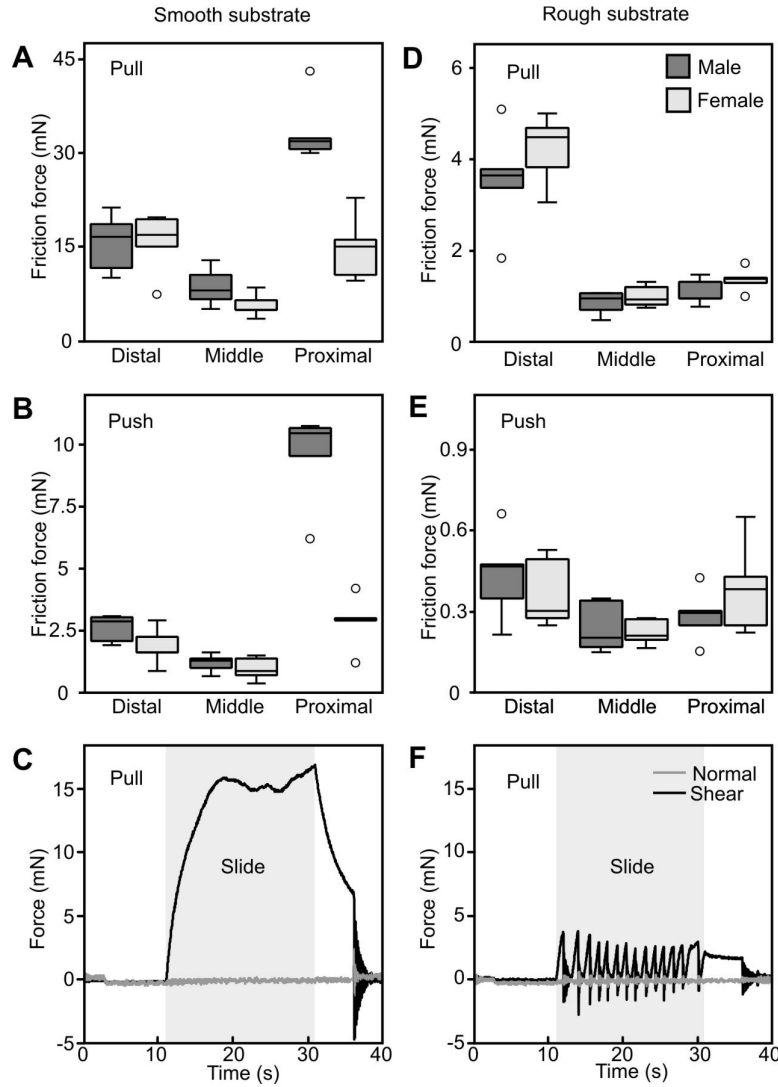 Smooth substrate
Rough substrate
A
Pull
Friction force (mN)
45
30
15
0
Distal Middle Proximal
D
Pull
Male
Female
Friction force (mN)
6
4
2
0
Distal Middle Proximal
B
Push
Friction force (mN)
10
7.5
5
2.5
0
Distal Middle Proximal
E
Push
Friction force (mN)
0.9
0.6
0.3
0
Distal Middle Proximal
C
Pull
Slide
Force (mN)
15
10
5
0
-5
0 10 20 30 40
Time (s)
F
Pull
Normal
Shear
Slide
Force (mN)
15
10
5
0
-5
0 10 20 30 40
Time (s)